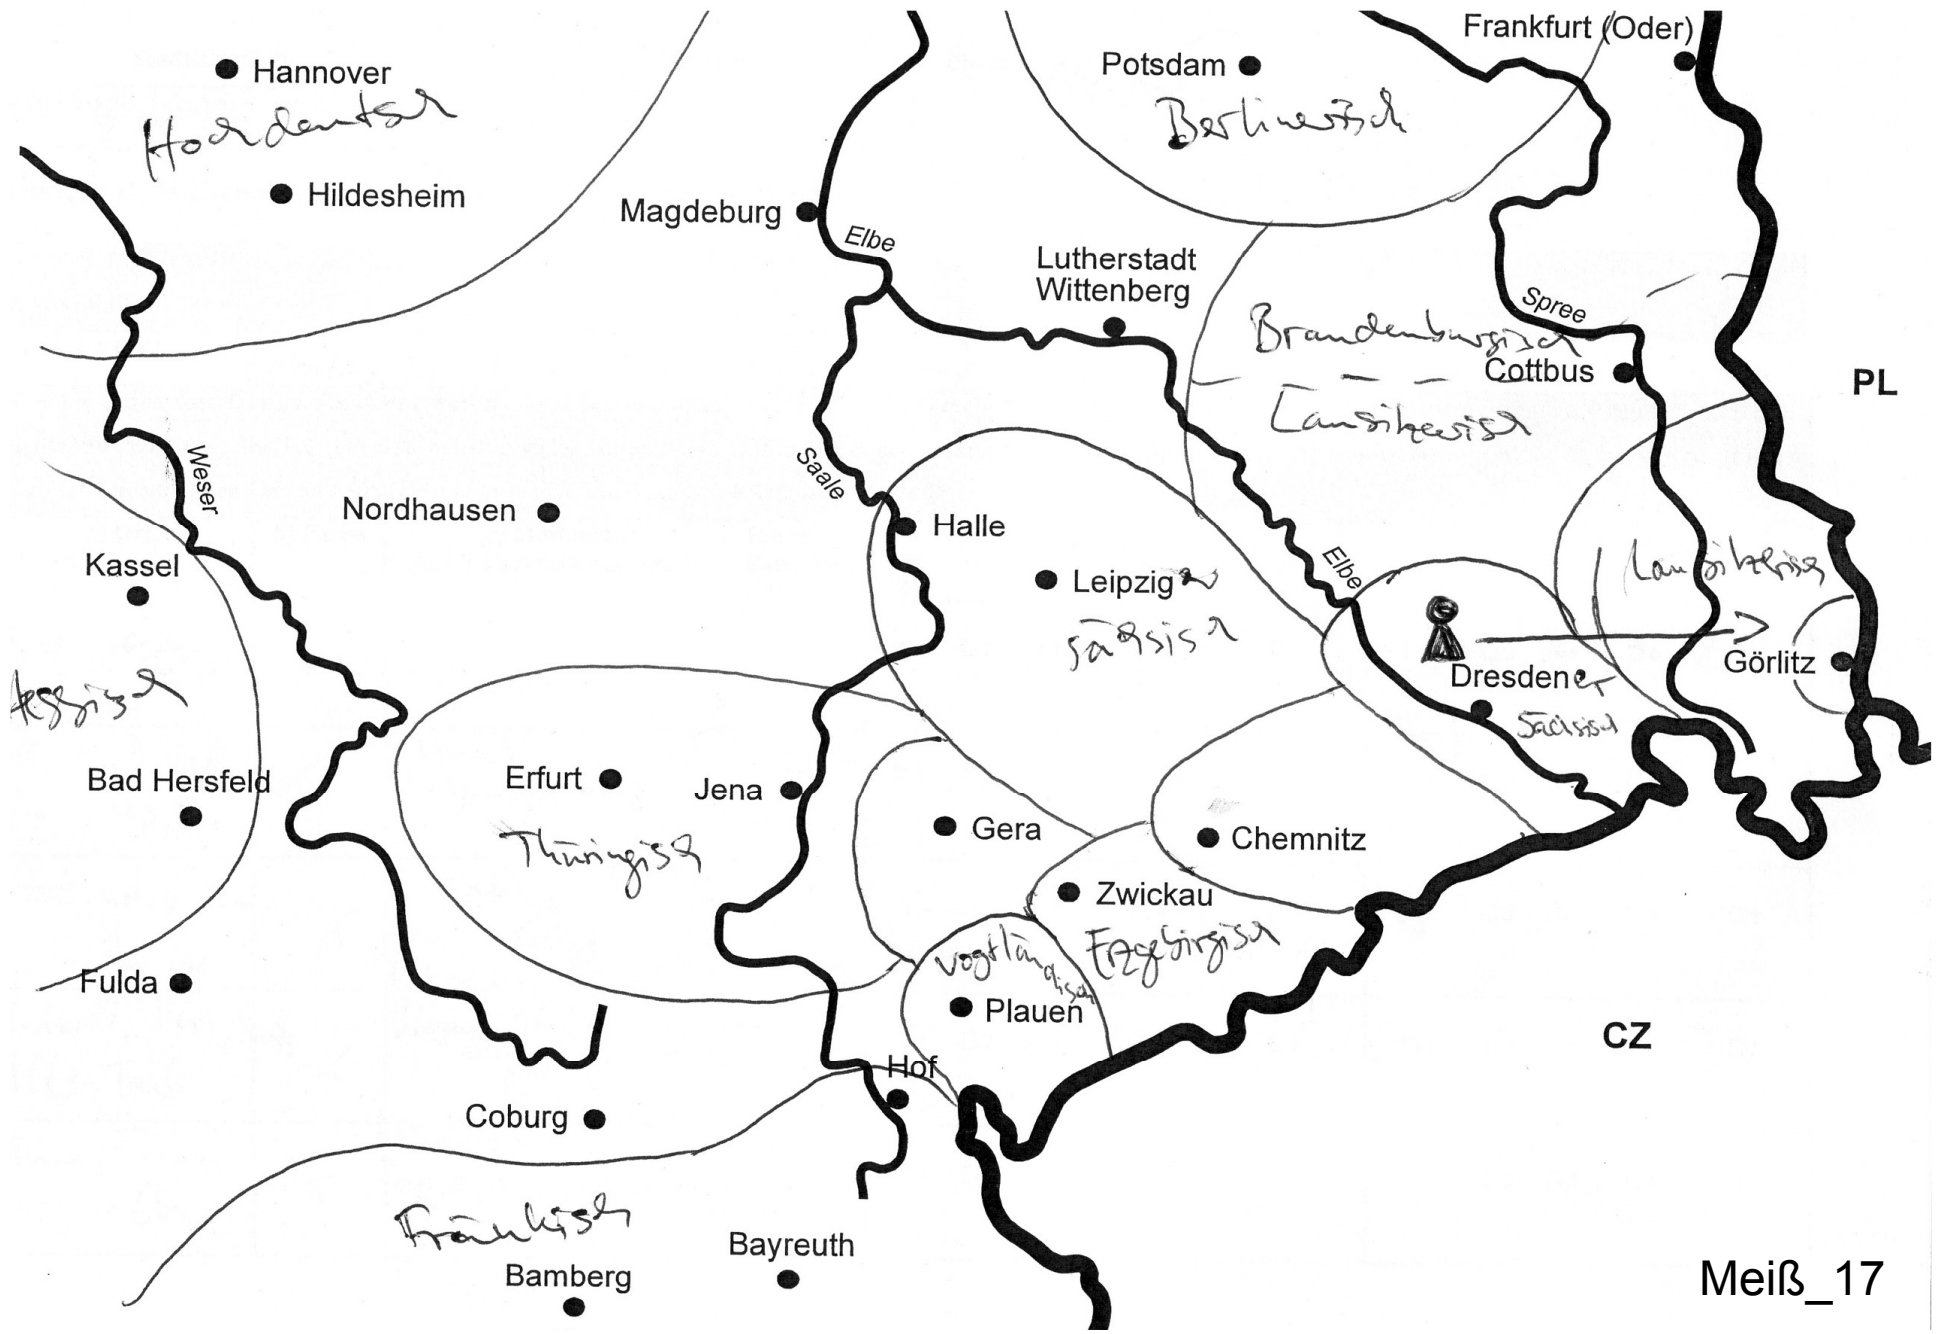 Frankfurt (Oder)
Potsdam
Berlinerisch
Hannover
Hochdeutsch
Hildesheim
Magdeburg
Elbe
Lutherstadt
Wittenberg
Spree
Brandenburgisch
Cottbus
Lausitzerisch
PL
Weser
Saale
Nordhausen
Halle
Kassel
Leipziger
sächsisch
Elbe
Lausitzerisch
Görlitz
Dresdener
Sächsisch
Hessisch
Bad Hersfeld
Erfurt
Jena
Thüringisch
Gera
Chemnitz
Zwickau
Erzgebirgisch
Vogtländisch
Plauen
Fulda
CZ
Hof
Coburg
Fränkisch
Bayreuth
Bamberg
Meiß_17